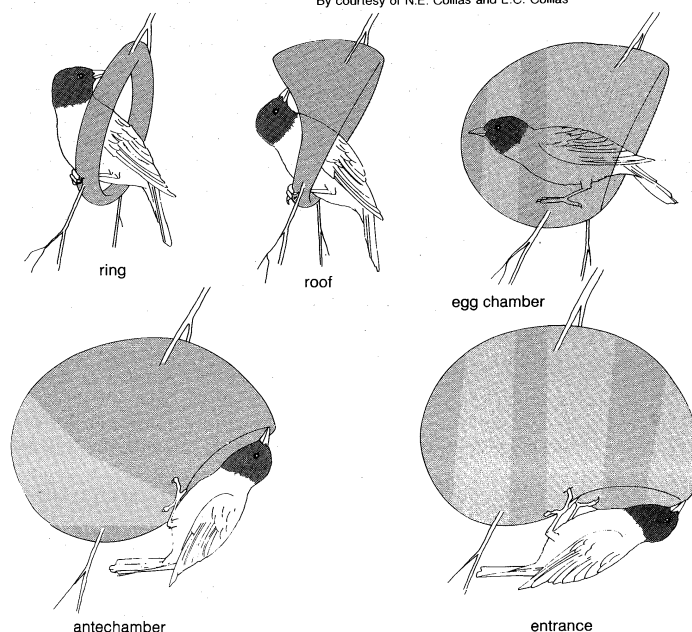 By courtesy of N.E. Collias and E.C. Collias
ring
roof
egg chamber
antechamber
entrance